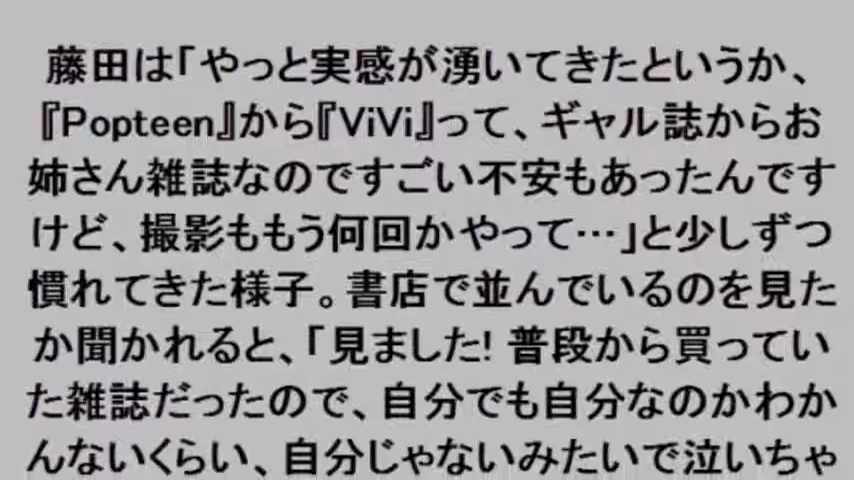 藤田は「やっと実感が湧いてきたというか、
『Popteen』から『ViVi』って、ギャル誌からお
姉さん雑誌なのですごい不安もあったんです
けど、撮影ももう何回かやって…」と少しずつ
慣れてきた様子。書店で並んでいるのを見た
か聞かれると、「見ました! 普段から買ってい
た雑誌だったので、自分でも自分なのかわか
んないくらい、自分じゃないみたいで泣いちゃ